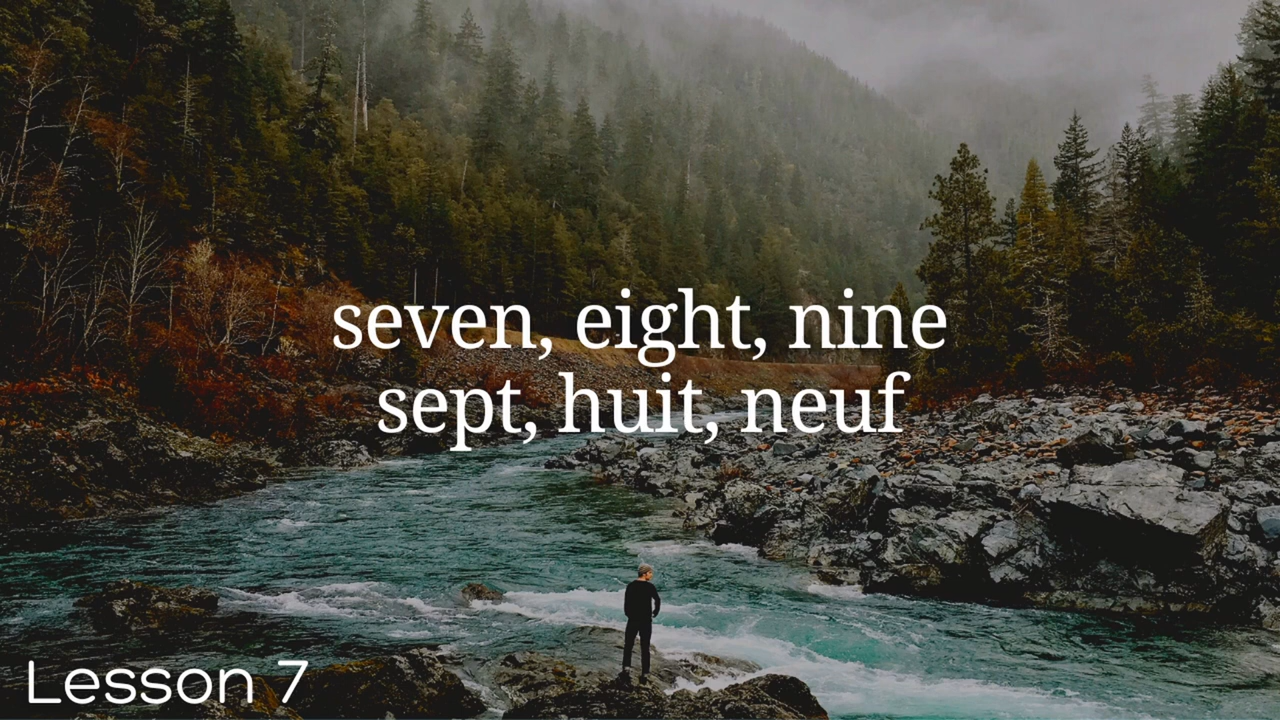 seven, eight, nine
sept, huit, neuf
Lesson 7